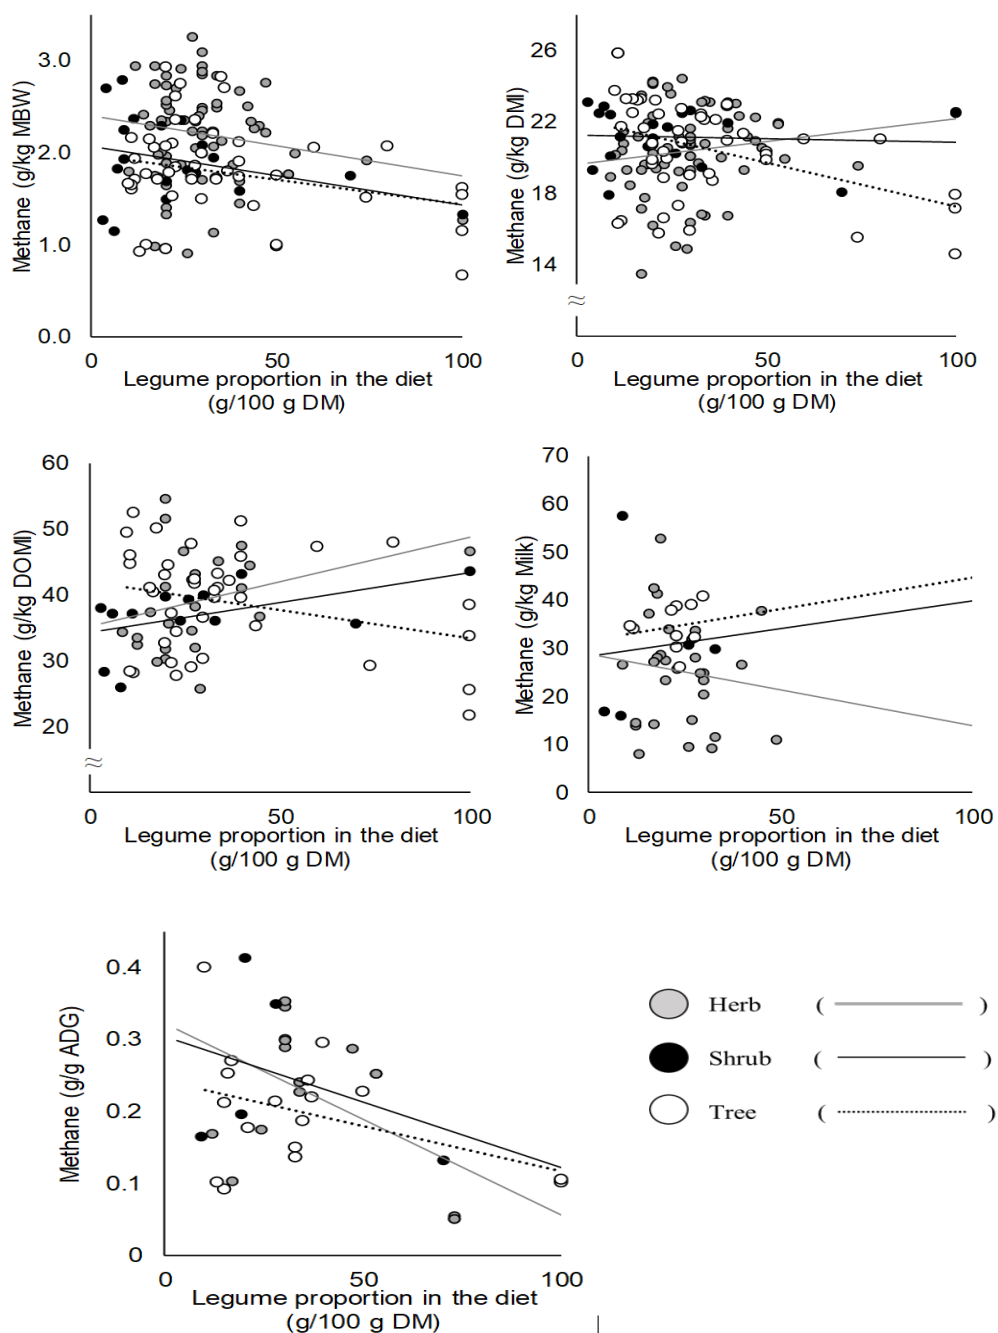 Methane (g/kg MBW)
3.0
2.0
1.0
0.0
0
50
100
Legume proportion in the diet
(g/100 g DM)
Methane (g/kg DMI)
26
22
18
14
≈
0
50
100
Legume proportion in the diet
(g/100 g DM)
Methane (g/kg DOMI)
60
50
40
30
20
≈
0
50
100
Legume proportion in the diet
(g/100 g DM)
Methane (g/kg Milk)
70
60
50
40
30
20
10
0
0
50
100
Legume proportion in the diet
(g/100 g DM)
Methane (g/g ADG)
0.4
0.3
0.2
0.1
0
0
50
100
Legume proportion in the diet
(g/100 g DM)
Herb ( )
Shrub ( )
Tree ( )